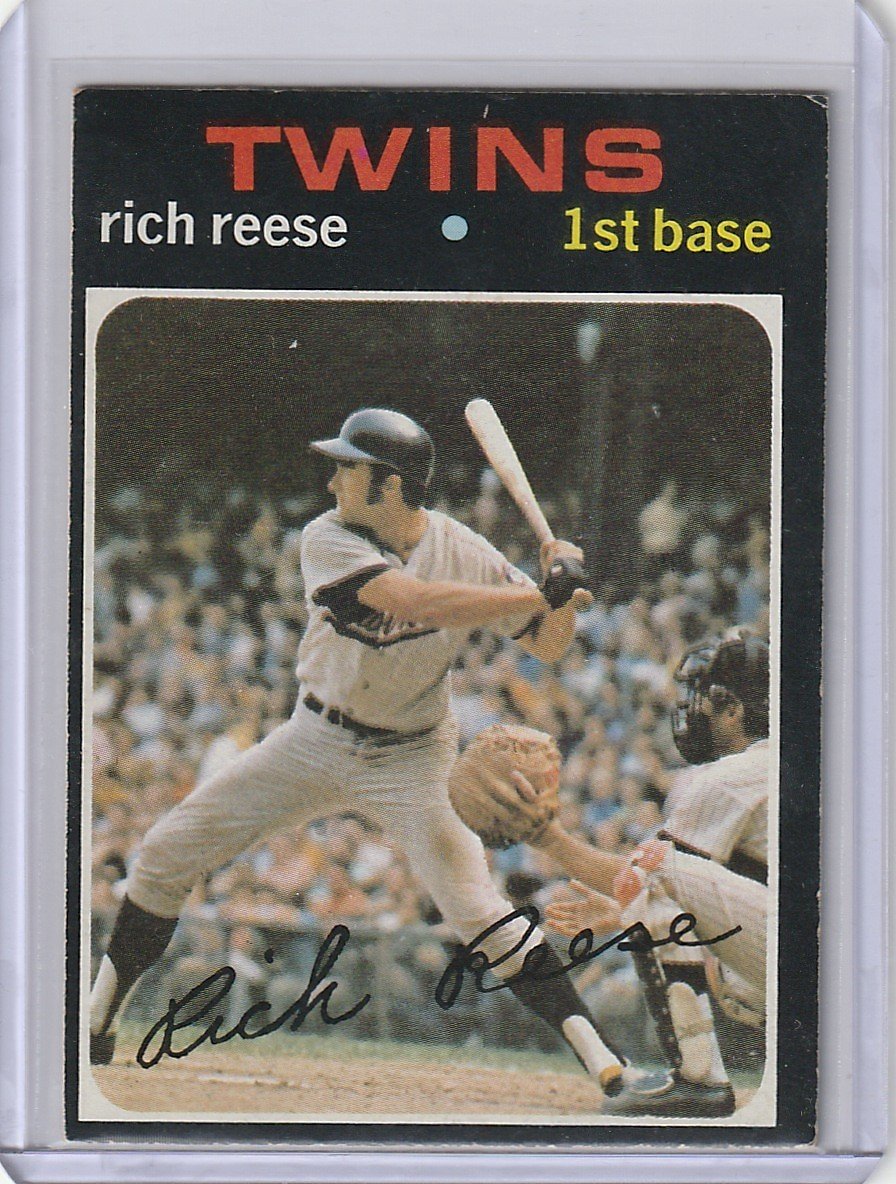 TWINS
rich reese • 1st base
Rich Reese